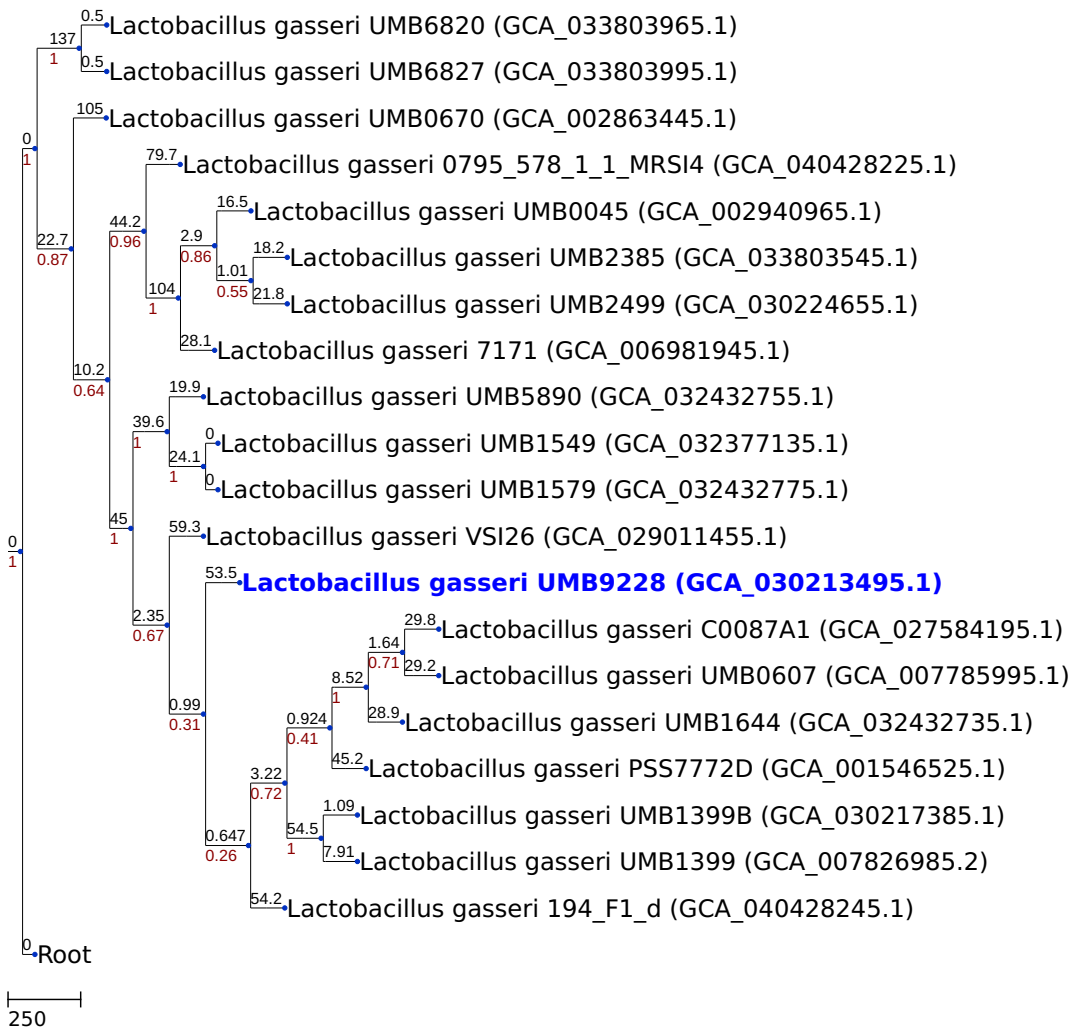 0.5
Lactobacillus gasseri UMB6820 (GCA_033803965.1)
137
1
0.5
Lactobacillus gasseri UMB6827 (GCA_033803995.1)
105
Lactobacillus gasseri UMB0670 (GCA_002863445.1)
0
1
79.7
Lactobacillus gasseri 0795_578_1_1_MRSI4 (GCA_040428225.1)
16.5
Lactobacillus gasseri UMB0045 (GCA_002940965.1)
44.2
0.96
22.7
0.87
2.9
0.86
18.2
Lactobacillus gasseri UMB2385 (GCA_033803545.1)
1.01
0.55
104
1
21.8
Lactobacillus gasseri UMB2499 (GCA_030224655.1)
28.1
Lactobacillus gasseri 7171 (GCA_006981945.1)
10.2
0.64
19.9
Lactobacillus gasseri UMB5890 (GCA_032432755.1)
39.6
1
0
Lactobacillus gasseri UMB1549 (GCA_032377135.1)
24.1
1
0
Lactobacillus gasseri UMB1579 (GCA_032432775.1)
45
1
59.3
Lactobacillus gasseri VSI26 (GCA_029011455.1)
0
1
53.5
Lactobacillus gasseri UMB9228 (GCA_030213495.1)
2.35
0.67
29.8
Lactobacillus gasseri C0087A1 (GCA_027584195.1)
1.64
0.71
29.2
Lactobacillus gasseri UMB0607 (GCA_007785995.1)
8.52
1
28.9
Lactobacillus gasseri UMB1644 (GCA_032432735.1)
0.99
0.31
0.924
0.41
45.2
Lactobacillus gasseri PSS7772D (GCA_001546525.1)
3.22
0.72
1.09
Lactobacillus gasseri UMB1399B (GCA_030217385.1)
54.5
1
7.91
Lactobacillus gasseri UMB1399 (GCA_007826985.2)
0.647
0.26
54.2
Lactobacillus gasseri 194_F1_d (GCA_040428245.1)
0
Root
250